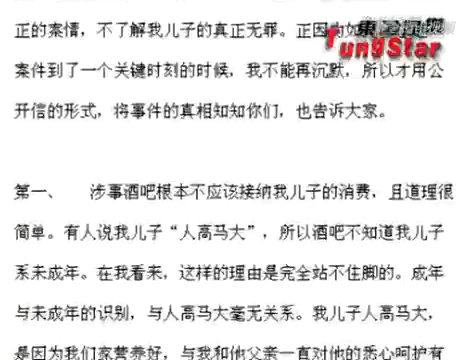 正的案情，不了解我儿子的真正无罪。正因为如
案件到了一个关键时刻的时候，我不能再沉默，所以才用公
开信的形式，将事件的真相知知你们，也告诉大家。
第一、 涉事酒吧根本不应该接纳我儿子的消费，且道理很
简单。有人说我儿子“人高马大”，所以酒吧不知道我儿子
系未成年。在我看来，这样的理由是完全站不住脚的。成年
与未成年的识别，与人高马大毫无关系。我儿子人高马大，
是因为我们家营养好，与我和他父亲一直对他的悉心呵护有
TungStar